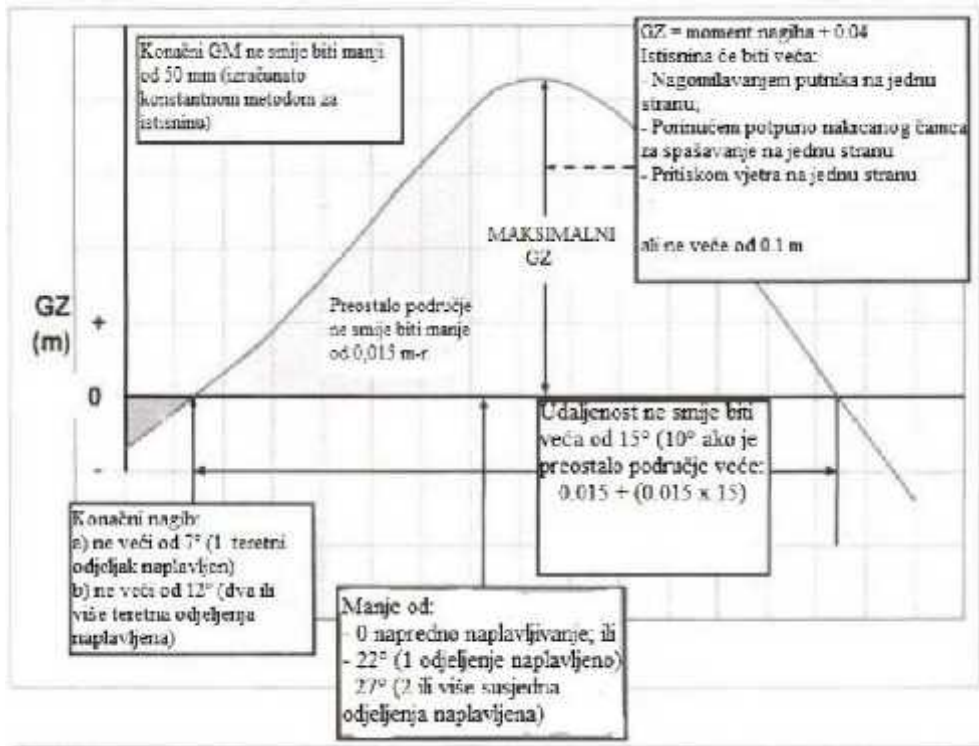 Konačni GM ne smije biti manji
od 50 mm (izračunato
konstantnom metodom za
istisninu)
GZ = moment nagiba + 0.04
Istisnina će biti veća:
- Nagomilavanjem putnika na jednu
stranu,
- Porinućem potpuno nakrcanog čamca
za spašavanje na jednu stranu
- Pritiskom vjetra na jednu stranu
ali ne veće od 0.1 m
MAKSIMALNI
GZ
Preostalo područje
ne smije biti manje
od 0,015 m-r
GZ
(m)
+
0
-
Udaljenost ne smije biti
veća od 15° (10° ako je
preostalo područje veće:
0.015 + (0.015 x 15)
Konačni nagib:
a) ne veći od 7° (1 teretni
odjeljak naplavljen)
b) ne veći od 12° (dva ili
više teretna odjeljenja
naplavljena)
Manje od:
- 0 napredno naplavljivanje; ili
- 22° (1 odjeljenje naplavljeno)
27° (2 ili više susjedna
odjeljenja naplavljena)